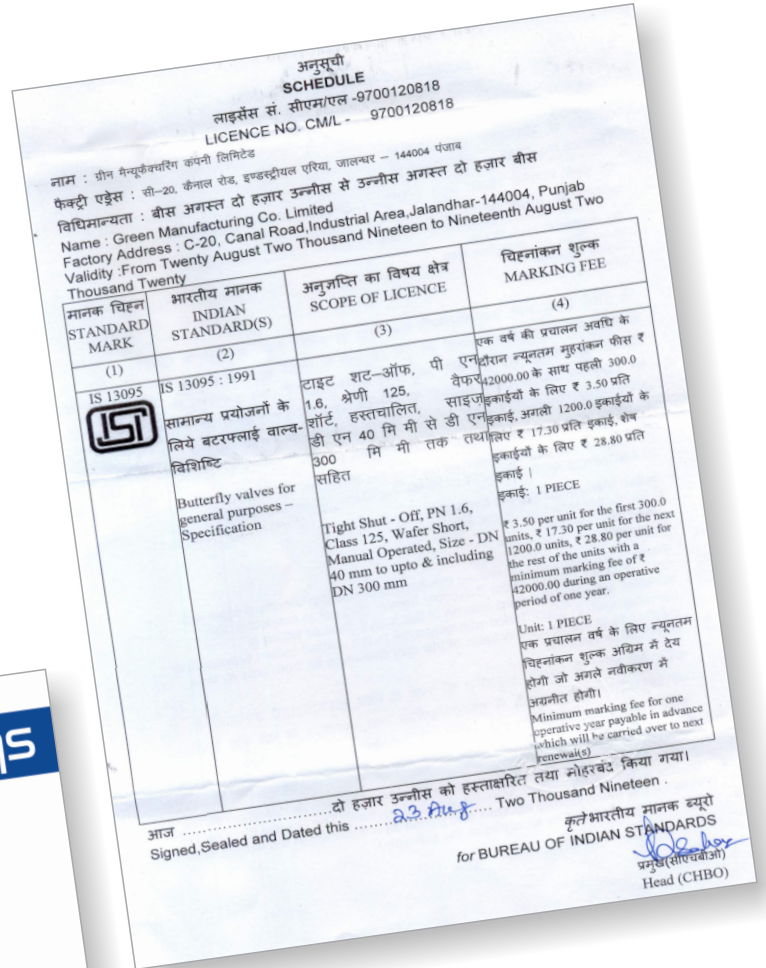 अनुसूची
SCHEDULE
लाइसेंस सं. सीएम/एल -9700120818
LICENCE NO. CM/L - 9700120818
नाम : ग्रीन मैन्यूफैक्चरिंग कंपनी लिमिटेड
फैक्ट्री एड्रेस : सी–20, कैनाल रोड, इण्डस्ट्रीयल एरिया, जालन्धर – 144004 पंजाब
विधिमान्यता : बीस अगस्त दो हज़ार उन्नीस से उन्नीस अगस्त दो हज़ार बीस
Name : Green Manufacturing Co. Limited
Factory Address : C-20, Canal Road,Industrial Area,Jalandhar-144004, Punjab
Validity :From Twenty August Two Thousand Nineteen to Nineteenth August Two
Thousand Twenty
मानक चिह्न
STANDARD
MARK
भारतीय मानक
INDIAN
STANDARD(S)
अनुज्ञप्ति का विषय क्षेत्र
SCOPE OF LICENCE
चिह्नांकन शुल्क
MARKING FEE
(1)
(2)
(3)
(4)
IS 13095
IS 13095 : 1991
सामान्य प्रयोजनों के
लिये बटरफ्लाई वाल्व-
विशिष्टि
Butterfly valves for
general purposes –
Specification
टाइट शट–ऑफ, पी एन
1.6, श्रेणी 125, वैफर
शॉर्ट, हस्तचालित, साइज़
डी एन 40 मि मी से डी एन
300 मि मी तक तथा
सहित
Tight Shut - Off, PN 1.6,
Class 125, Wafer Short,
Manual Operated, Size - DN
40 mm to upto & including
DN 300 mm
एक वर्ष की प्रचालन अवधि के
दौरान न्यूनतम मुहरांकन फीस ₹
42000.00 के साथ पहली 300.0
इकाईयों के लिए ₹ 3.50 प्रति
इकाई, अगली 1200.0 इकाईयों के
लिए ₹ 17.30 प्रति इकाई, शेष
इकाईयों के लिए ₹ 28.80 प्रति
इकाई |
इकाई: 1 PIECE
₹ 3.50 per unit for the first 300.0
units, ₹ 17.30 per unit for the next
1200.0 units, ₹ 28.80 per unit for
the rest of the units with a
minimum marking fee of ₹
42000.00 during an operative
period of one year.
Unit: 1 PIECE
एक प्रचालन वर्ष के लिए न्यूनतम
चिह्नांकन शुल्क अग्रिम में देय
होगी जो अगले नवीकरण में
अग्रनीत होगी।
Minimum marking fee for one
operative year payable in advance
which will be carried over to next
renewal(s)
आज ..............................दो हज़ार उन्नीस को हस्ताक्षरित तथा मोहरबंद किया गया।
Signed,Sealed and Dated this ........23 Aug..... Two Thousand Nineteen .
कृते भारतीय मानक ब्यूरो
for BUREAU OF INDIAN STANDARDS
प्रमुख(सीएचबीओ)
Head (CHBO)